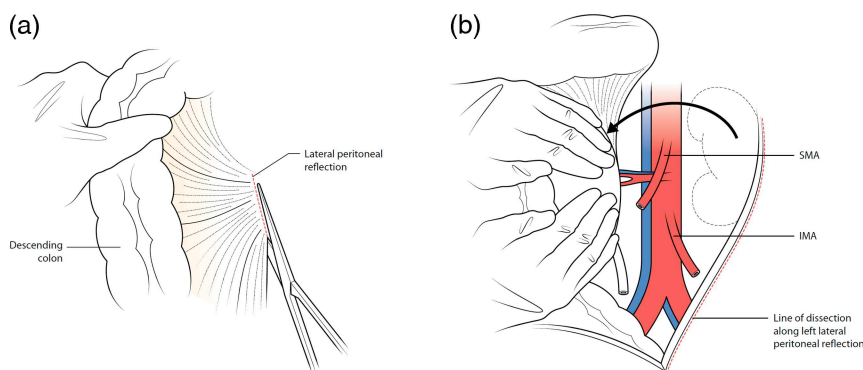 (a)
Lateral peritoneal
reflection
Descending
colon
(b)
SMA
IMA
Line of dissection
along left lateral
peritoneal reflection